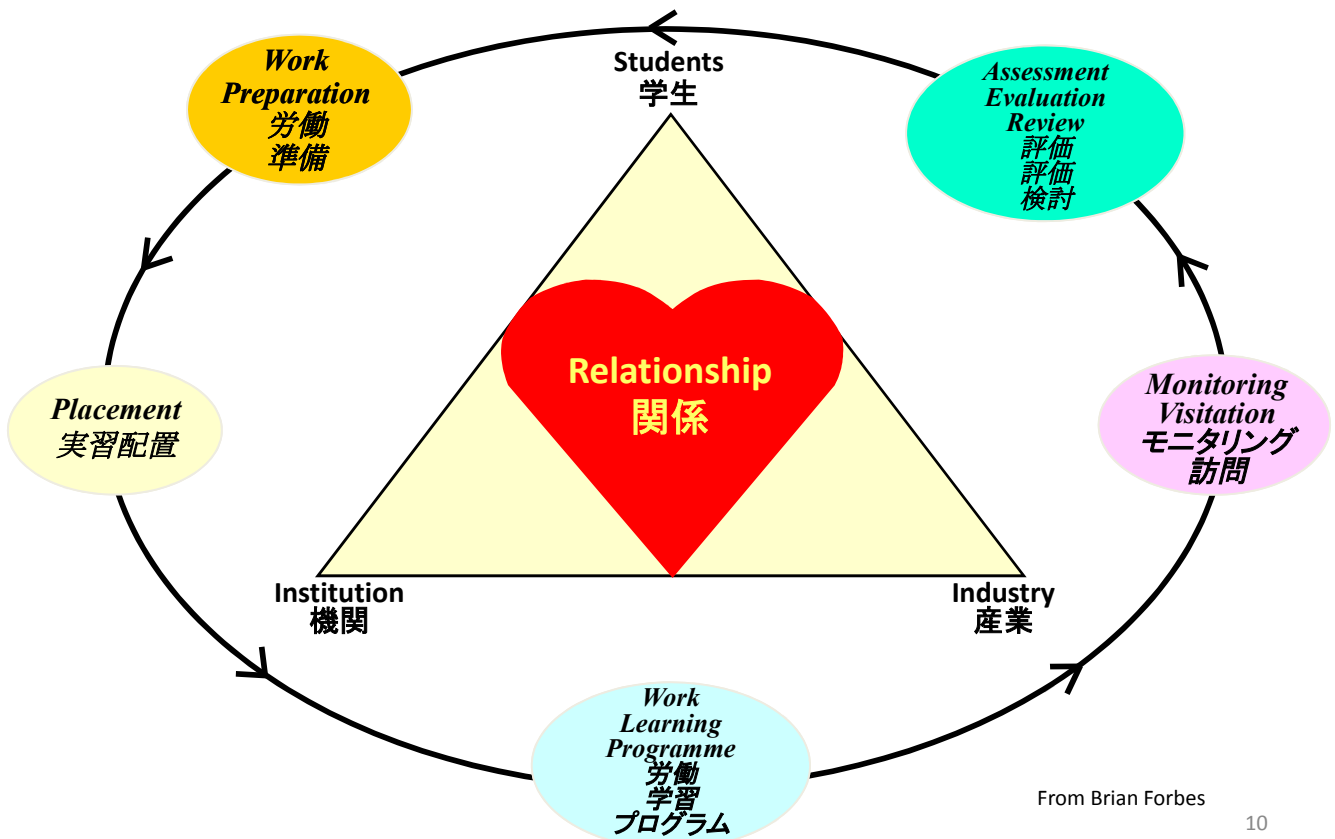 Students
学生
Work
Preparation
労働
準備
Assessment
Evaluation
Review
評価
評価
検討
Relationship
関係
Placement
実習配置
Monitoring
Visitation
モニタリング
訪問
Institution
機関
Industry
産業
Work
Learning
Programme
労働
学習
プログラム
From Brian Forbes
10